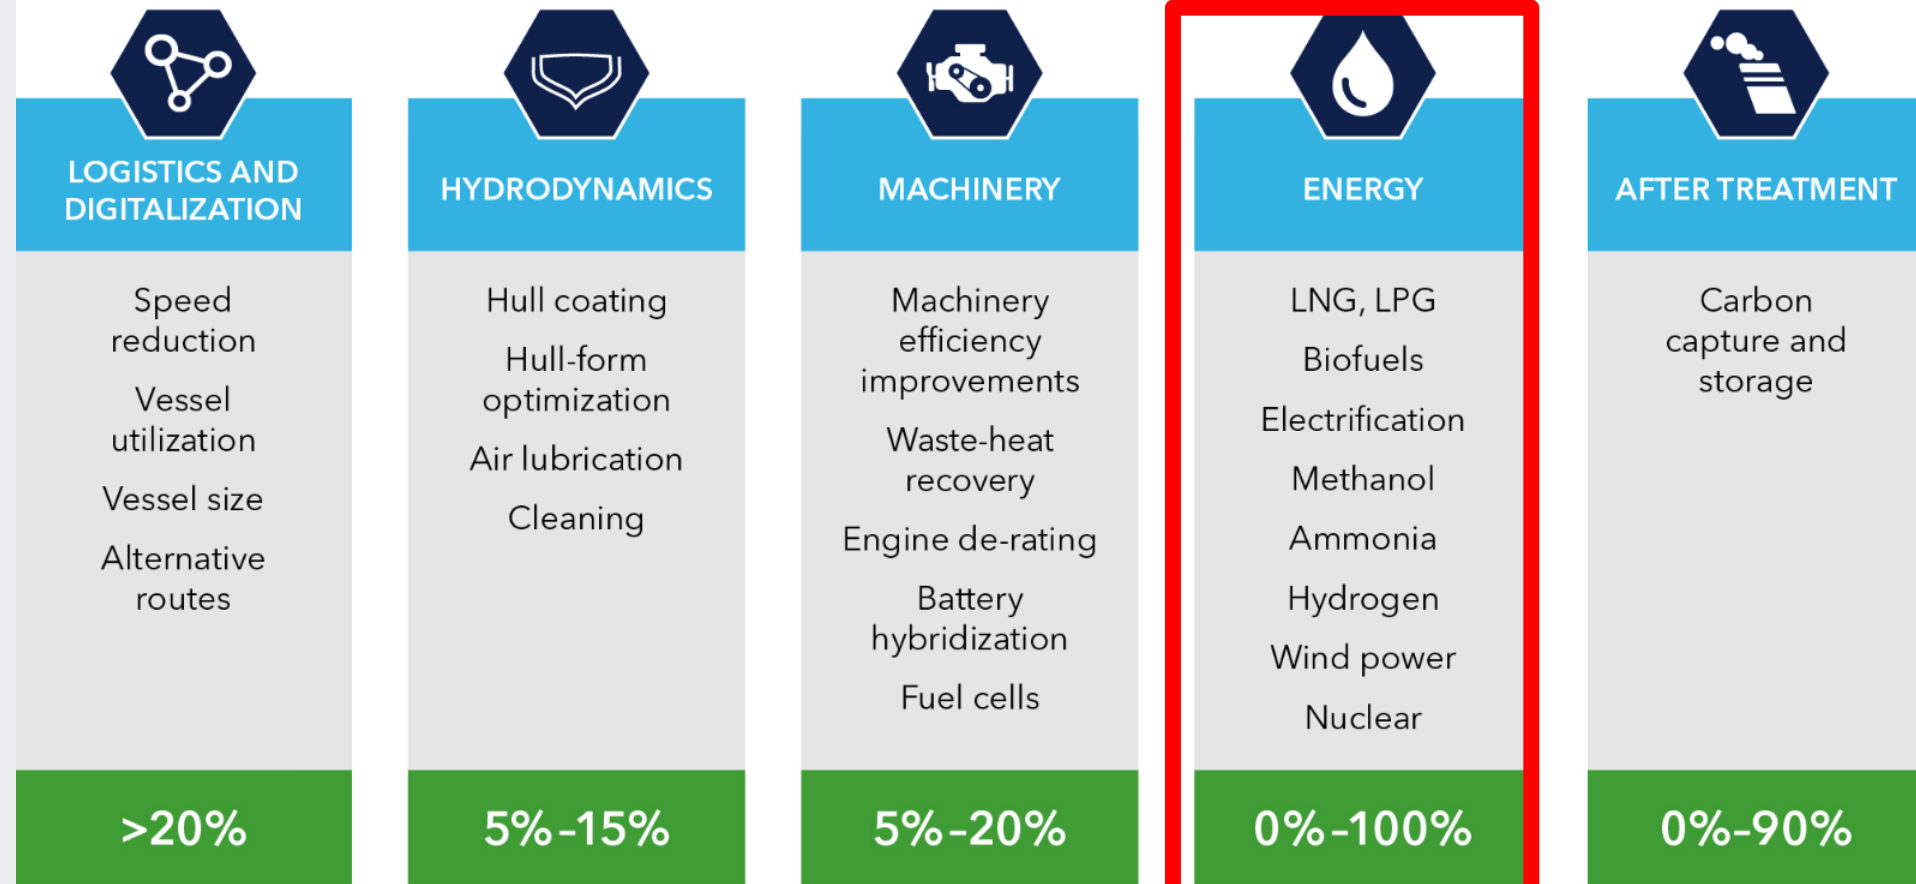 LOGISTICS AND
DIGITALIZATION
Speed
reduction
Vessel
utilization
Vessel size
Alternative
routes
>20%
HYDRODYNAMICS
Hull coating
Hull-form
optimization
Air lubrication
Cleaning
5%-15%
MACHINERY
Machinery
efficiency
improvements
Waste-heat
recovery
Engine de-rating
Battery
hybridization
Fuel cells
5%-20%
ENERGY
LNG, LPG
Biofuels
Electrification
Methanol
Ammonia
Hydrogen
Wind power
Nuclear
0%-100%
AFTER TREATMENT
Carbon
capture and
storage
0%-90%